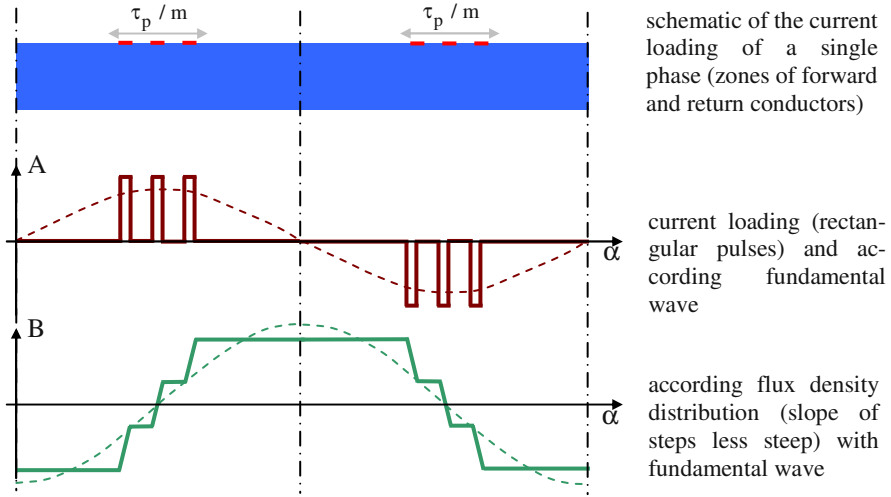 τp / m
τp / m
schematic of the current
loading of a single
phase (zones of forward
and return conductors)
A
α
current loading (rectan-
gular pulses) and ac-
cording fundamental
wave
B
α
according flux density
distribution (slope of
steps less steep) with
fundamental wave